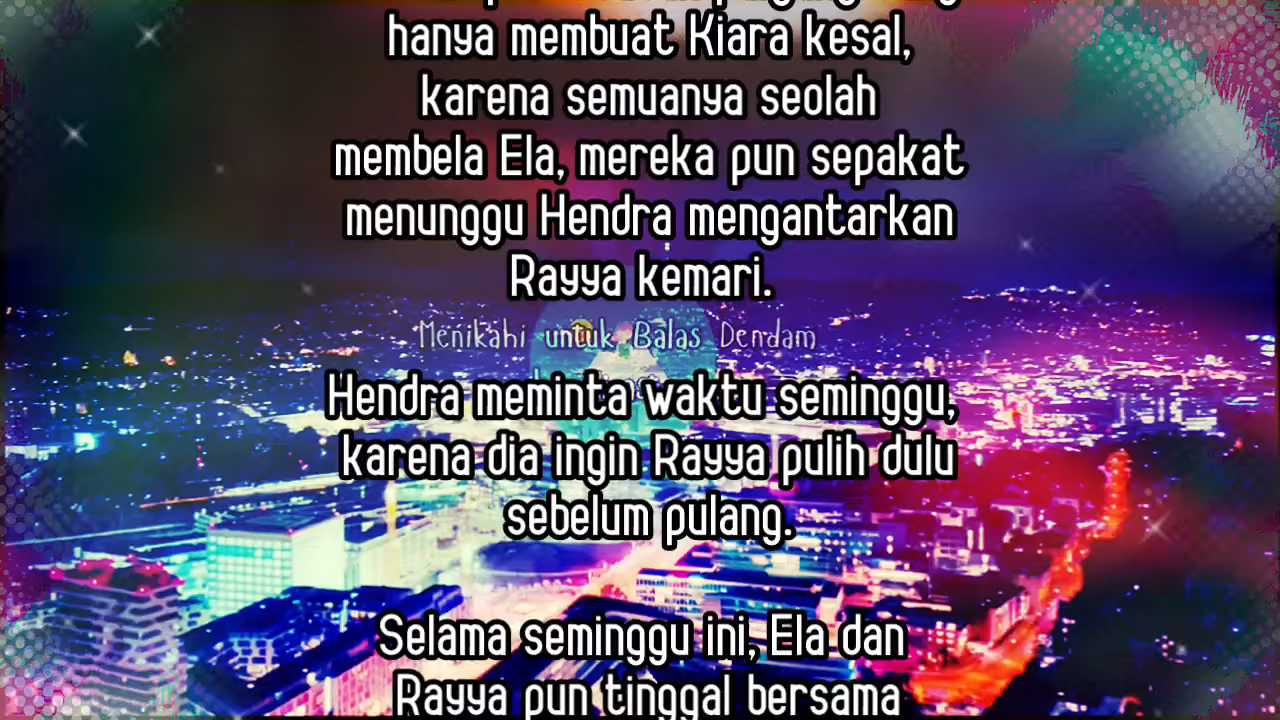 hanya membuat Kiara kesal,
karena semuanya seolah
membela Ela, mereka pun sepakat
menunggu Hendra mengantarkan
Rayya kemari.
Menikahi untuk Balas Dendam
Hendra meminta waktu seminggu,
karena dia ingin Rayya pulih dulu
sebelum pulang.
Selama seminggu ini, Ela dan
Rayya pun tinggal bersama